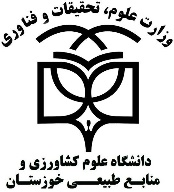 وزارت علوم، تحقیقات و فناوری
دانشگاه علوم کشاورزی و
منابع طبیعی خوزستان